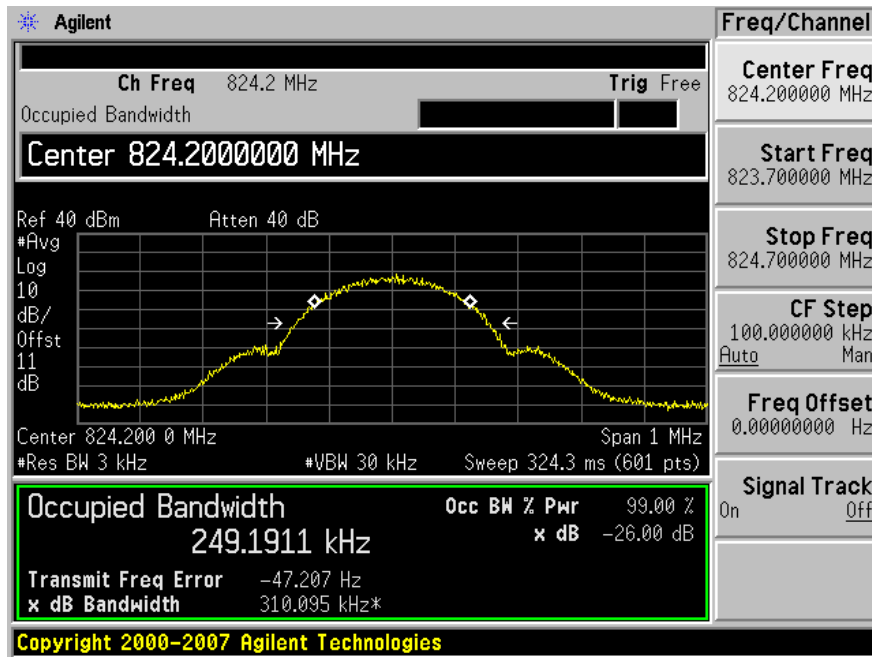 Agilent
Ch Freq 824.2 MHz Trig Free
Occupied Bandwidth
Center 824.2000000 MHz
Ref 40 dBm Atten 40 dB
#Avg
Log
10
dB/
Offst
11
dB
Center 824.200 0 MHz Span 1 MHz
#Res BW 3 kHz #VBW 30 kHz Sweep 324.3 ms (601 pts)
Occupied Bandwidth
249.1911 kHz
Occ BW % Pwr 99.00 %
x dB -26.00 dB
Transmit Freq Error -47.207 Hz
x dB Bandwidth 310.095 kHz*
Copyright 2000-2007 Agilent Technologies
Freq/Channel
Center Freq
824.200000 MHz
Start Freq
823.700000 MHz
Stop Freq
824.700000 MHz
CF Step
100.000000 kHz
Auto Man
Freq Offset
0.00000000 Hz
Signal Track
On Off